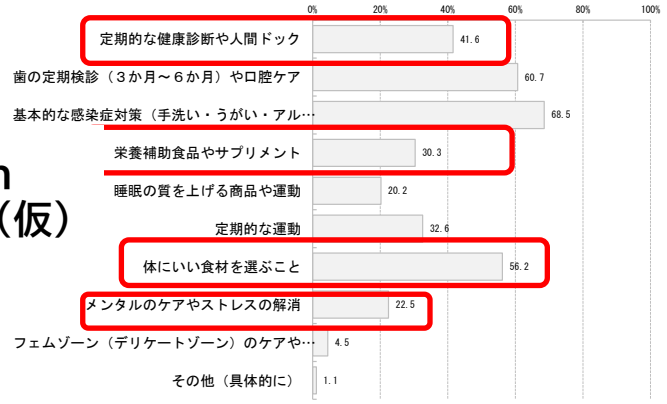 0% 20% 40% 60% 80% 100%
定期的な健康診断や人間ドック 41.6
歯の定期検診（３か月～６か月）や口腔ケア 60.7
基本的な感染症対策（手洗い・うがい・アル… 68.5
栄養補助食品やサプリメント 30.3
n
睡眠の質を上げる商品や運動 20.2
（仮）
定期的な運動 32.6
体にいい食材を選ぶこと 56.2
メンタルのケアやストレスの解消 22.5
フェムゾーン（デリケートゾーン）のケアや… 4.5
その他（具体的に） 1.1